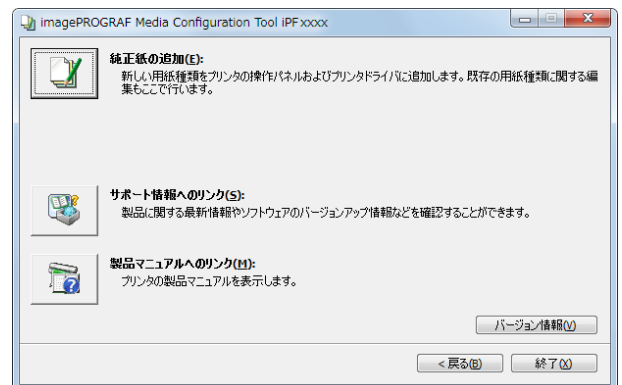 imagePROGRAF Media Configuration Tool iPFxxxx
純正紙の追加(E):
新しい用紙種類をプリンタの操作パネルおよびプリンタドライバに追加します。既存の用紙種類に関する編
集もここで行います。
サポート情報へのリンク(S):
製品に関する最新情報やソフトウェアのバージョンアップ情報などを確認することができます。
製品マニュアルへのリンク(M):
プリンタの製品マニュアルを表示します。
バージョン情報(V)
< 戻る(B)
終了(X)